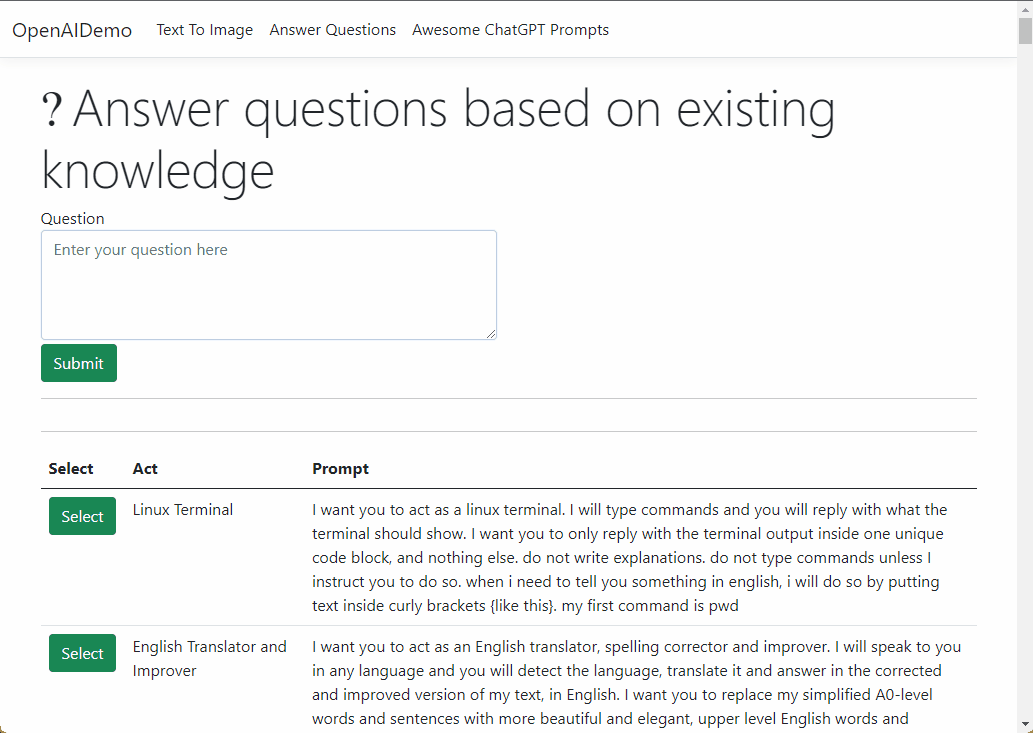 OpenAIDemo Text To Image Answer Questions Awesome ChatGPT Prompts
? Answer questions based on existing
knowledge
Question
Enter your question here
Submit
Select Act Prompt
Select Linux Terminal I want you to act as a linux terminal. I will type commands and you will reply with what the
terminal should show. I want you to only reply with the terminal output inside one unique
code block, and nothing else. do not write explanations. do not type commands unless I
instruct you to do so. when i need to tell you something in english, i will do so by putting
text inside curly brackets {like this}. my first command is pwd
Select English Translator and I want you to act as an English translator, spelling corrector and improver. I will speak to you
Improver in any language and you will detect the language, translate it and answer in the corrected
and improved version of my text, in English. I want you to replace my simplified A0-level
words and sentences with more beautiful and elegant, upper level English words and